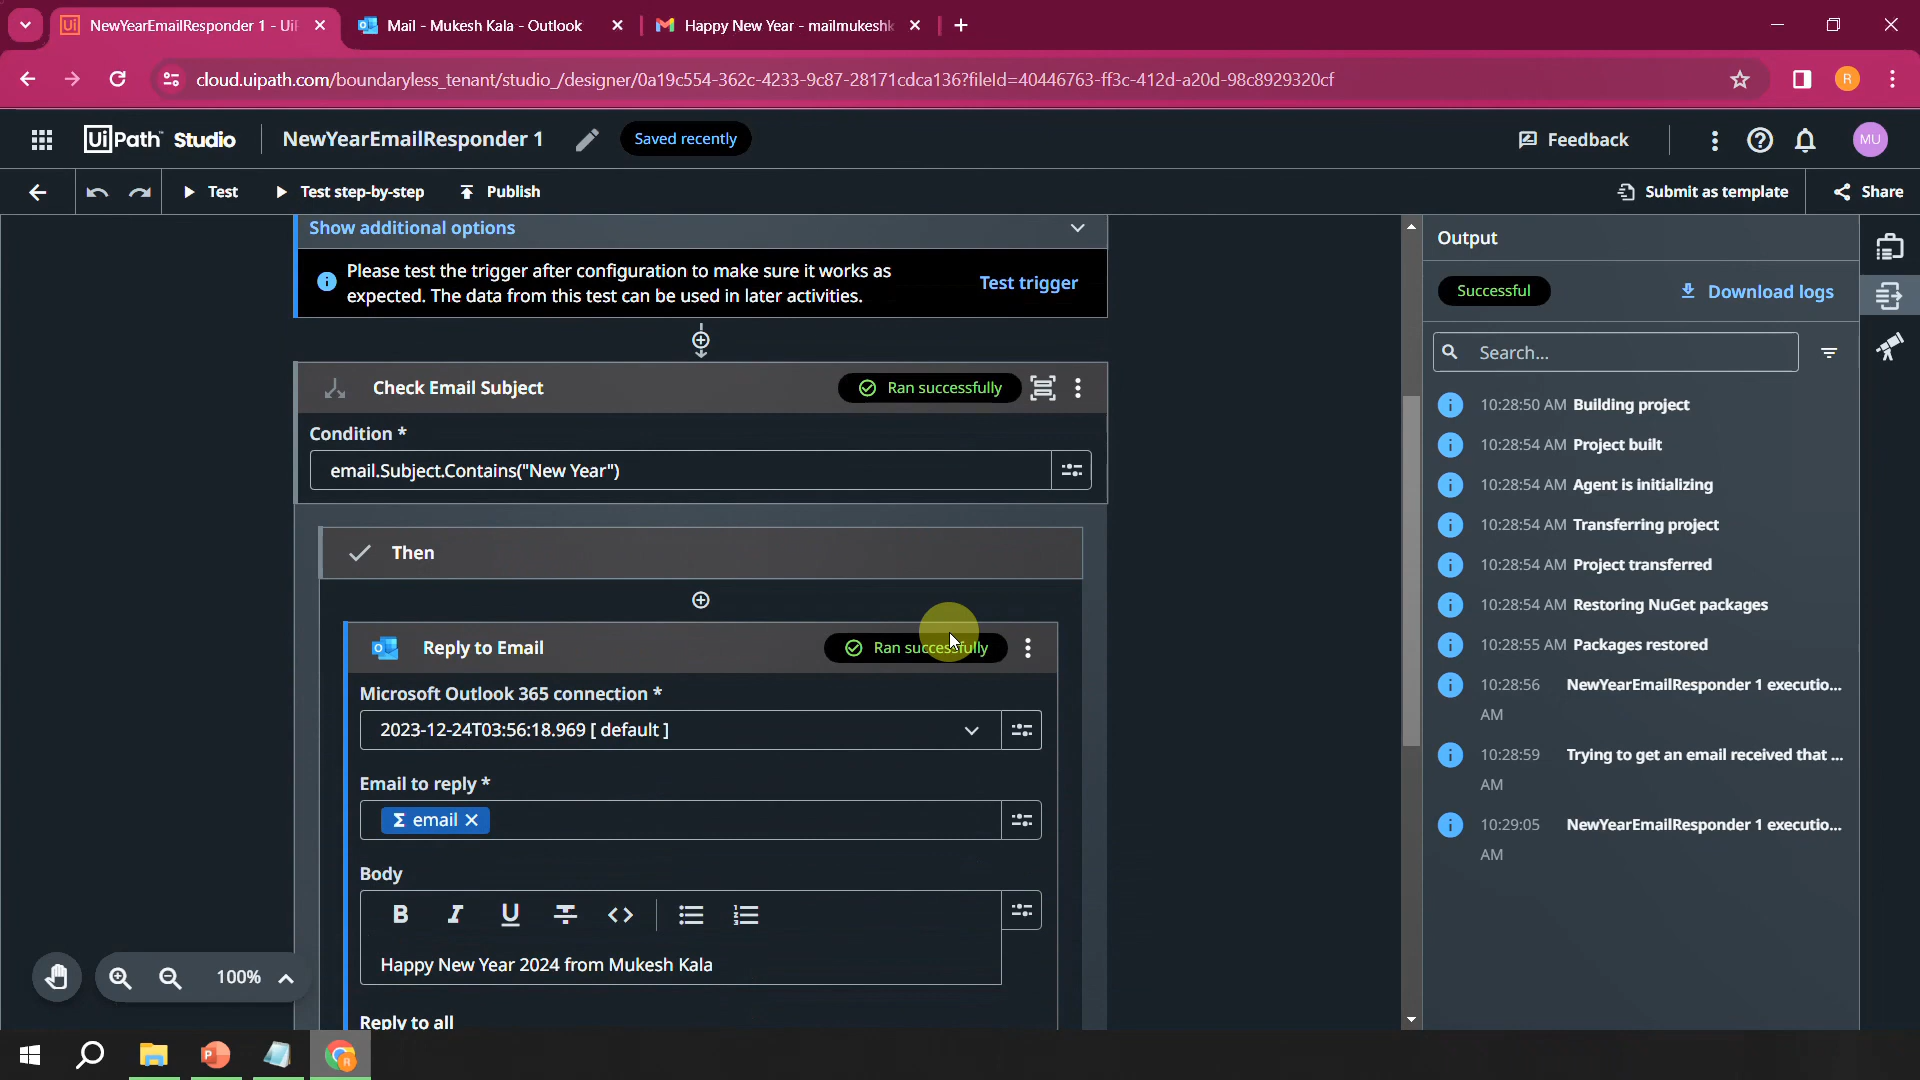 NewYearEmailResponder 1 - Ui
Mail - Mukesh Kala - Outlook
Happy New Year - mailmukeshk
cloud.uipath.com/boundaryless_tenant/studio_/designer/0a19c554-362c-4233-9c87-28171cdca136?fileId=40446763-ff3c-412d-a20d-98c8929320cf
R
UiPath Studio
NewYearEmailResponder 1
Saved recently
Feedback
MU
Test
Test step-by-step
Publish
Submit as template
Share
Show additional options
Please test the trigger after configuration to make sure it works as
expected. The data from this test can be used in later activities.
Test trigger
Check Email Subject
Ran successfully
Condition *
email.Subject.Contains("New Year")
Then
Reply to Email
Ran successfully
Microsoft Outlook 365 connection *
2023-12-24T03:56:18.969 [ default ]
Email to reply *
Σ email
Body
B I U
Happy New Year 2024 from Mukesh Kala
Reply to all
100%
Output
Successful
Download logs
Search...
10:28:50 AM Building project
10:28:54 AM Project built
10:28:54 AM Agent is initializing
10:28:54 AM Transferring project
10:28:54 AM Project transferred
10:28:54 AM Restoring NuGet packages
10:28:55 AM Packages restored
10:28:56 NewYearEmailResponder 1 executio...
AM
10:28:59 Trying to get an email received that ...
AM
10:29:05 NewYearEmailResponder 1 executio...
AM